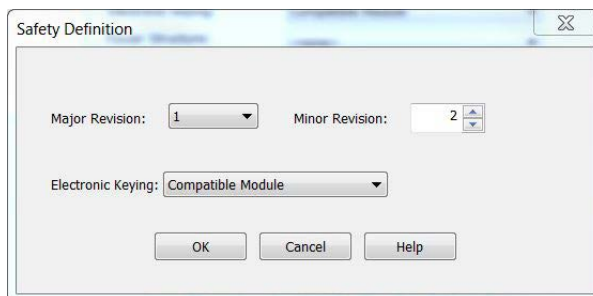 Safety Definition
Major Revision: 1 Minor Revision: 2
Electronic Keying: Compatible Module
OK Cancel Help